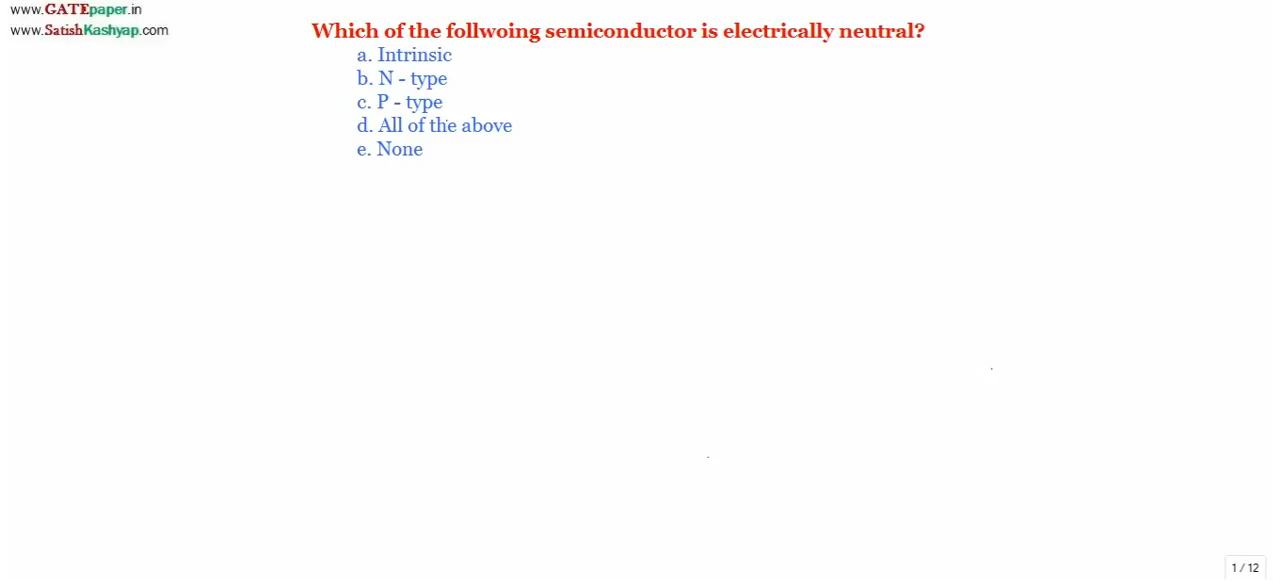 www.GATEpaper.in
www.SatishKashyap.com
Which of the follwoing semiconductor is electrically neutral?
a. Intrinsic
b. N - type
c. P - type
d. All of the above
e. None
1 / 12